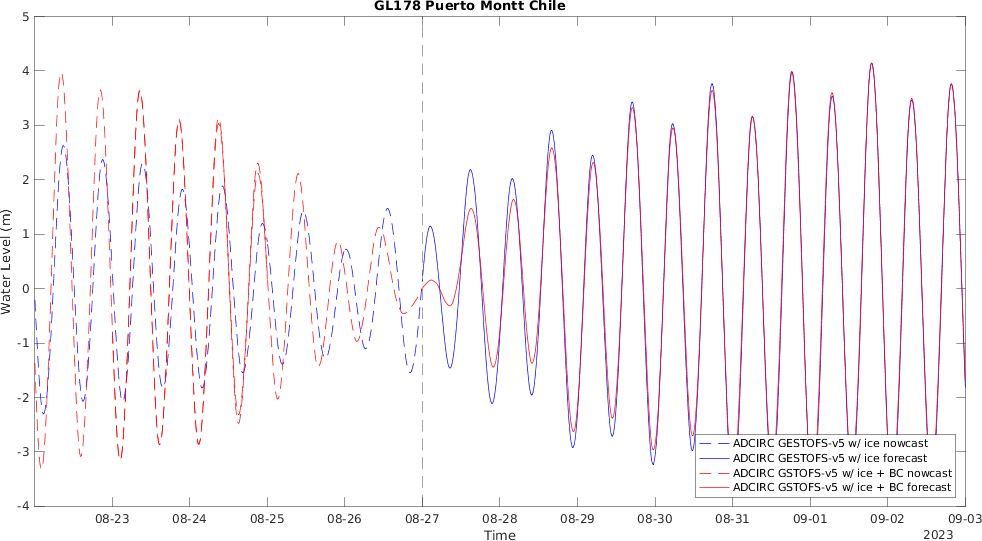 GL178 Puerto Montt Chile
5
4
3
2
1
0
-1
-2
-3
-4
Water Level (m)
ADCIRC GESTOFS-v5 w/ ice nowcast
ADCIRC GESTOFS-v5 w/ ice forecast
ADCIRC GSTOFS-v5 w/ ice + BC nowcast
ADCIRC GSTOFS-v5 w/ ice + BC forecast
08-23 08-24 08-25 08-26 08-27 08-28 08-29 08-30 08-31 09-01 09-02 09-03
Time
2023